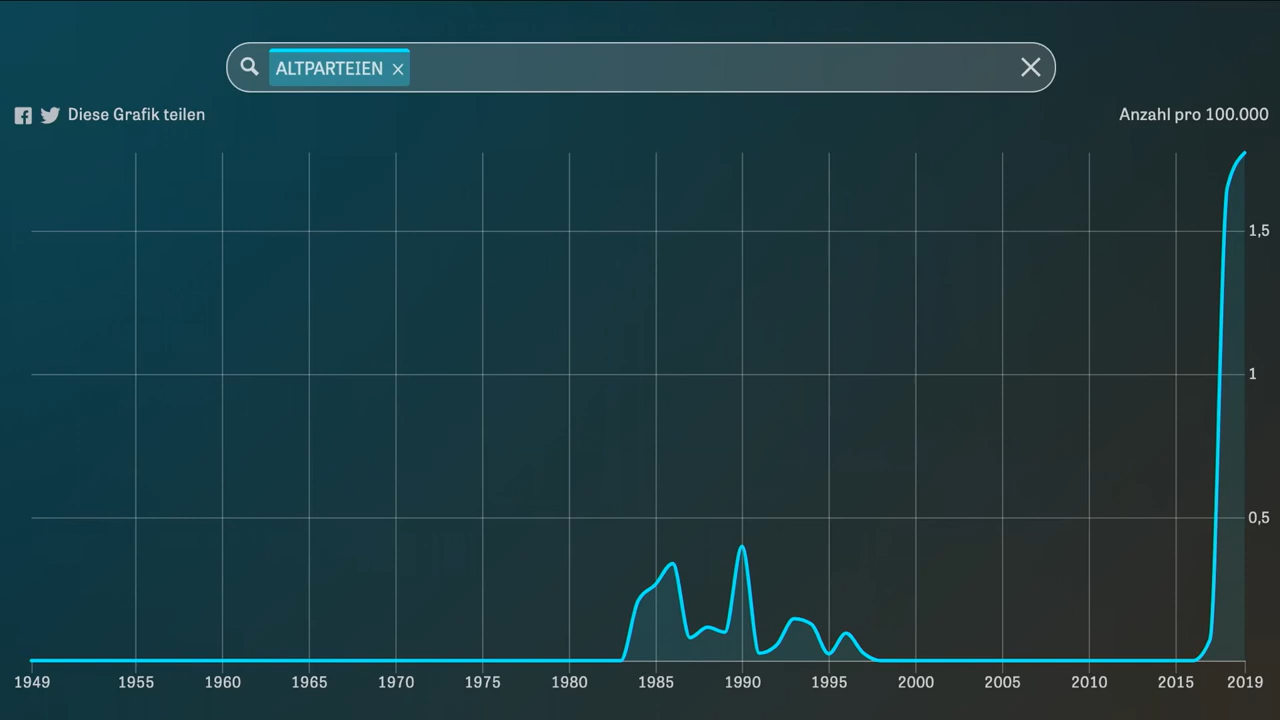 ALTPARTEIEN
Diese Grafik teilen
Anzahl pro 100.000
1,5
1
0,5
1949 1955 1960 1965 1970 1975 1980 1985 1990 1995 2000 2005 2010 2015 2019